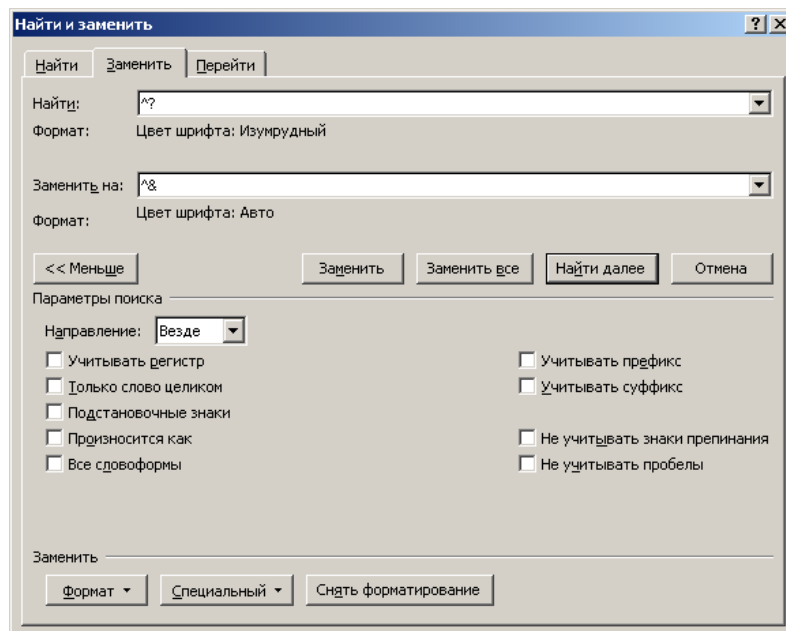 Найти и заменить
Найти Заменить Перейти
Найти: ^?
Формат: Цвет шрифта: Изумрудный
Заменить на: ^&
Формат: Цвет шрифта: Авто
<< Меньше Заменить Заменить все Найти далее Отмена
Параметры поиска
Направление: Везде
Учитывать регистр Учитывать префикс
Только слово целиком Учитывать суффикс
Подстановочные знаки
Произносится как Не учитывать знаки препинания
Все словоформы Не учитывать пробелы
Заменить
Формат Специальный Снять форматирование